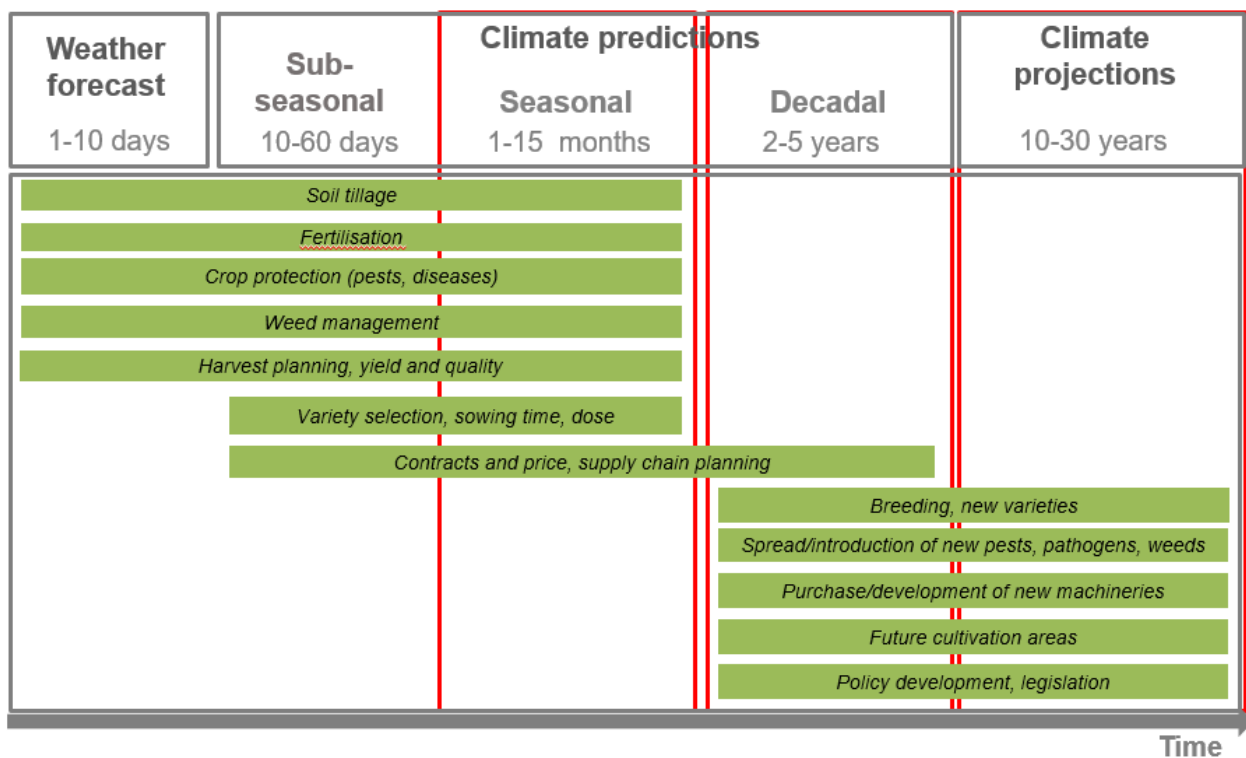 Weather
forecast
1-10 days
Climate predictions
Sub-
seasonal
10-60 days
Seasonal
1-15 months
Decadal
2-5 years
Climate
projections
10-30 years
Soil tillage
Fertilisation
Crop protection (pests, diseases)
Weed management
Harvest planning, yield and quality
Variety selection, sowing time, dose
Contracts and price, supply chain planning
Breeding, new varieties
Spread/introduction of new pests, pathogens, weeds
Purchase/development of new machineries
Future cultivation areas
Policy development, legislation
Time